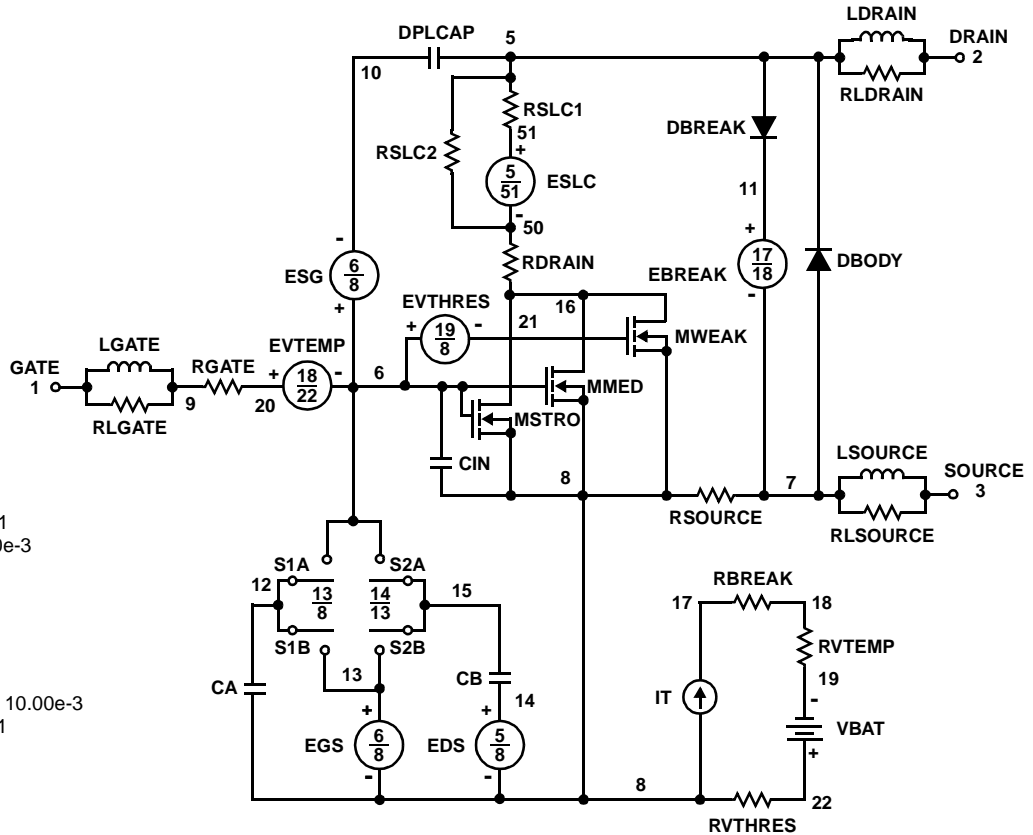 LDRAIN
DPLCAP 5 DRAIN
10 2
RLDRAIN
RSLC1
51
RSLC2
+
5
51
ESLC
-
50
DBREAK
11
+
17
18
EBREAK
-
DBODY
-
6
8
ESG
+
RDRAIN
16
EVTHRES
+ 19 - 21
8
MWEAK
LGATE
GATE
1
RGATE
EVTEMP
+ 18 -
22
6
9
20
RLGATE
MMED
MSTRO
CIN
8
LSOURCE
7
SOURCE
3
RSOURCE
RLSOURCE
1
0e-3
S1A S2A
12
13
8
14
13
15
S1B S2B
13
CA
CB
14
+
EGS
6
8
-
+
EDS
5
8
-
10.00e-3
1
RBREAK
17 18
RVTEMP
19
IT
-
VBAT
+
8
22
RVTHRES